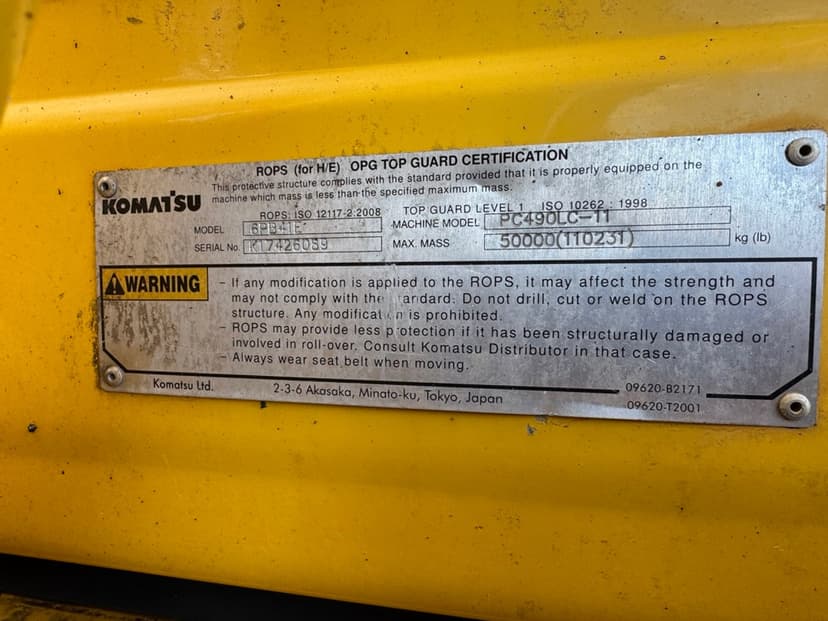 ROPS (for H/E) OPG TOP GUARD CERTIFICATION
This protective structure complies with the standard provided that it is properly equipped on the
machine which mass is less than the specified maximum mass.
KOMATSU
ROPS: ISO 12117-2:2008 TOP GUARD LEVEL 1 ISO 10262 : 1998
MODEL MACHINE MODEL PC490LC-11
SERIAL No. K17426089 MAX. MASS 50000(110231) kg (lb)
WARNING
- If any modification is applied to the ROPS, it may affect the strength and
may not comply with the standard. Do not drill, cut or weld on the ROPS
structure. Any modification is prohibited.
- ROPS may provide less protection if it has been structurally damaged or
involved in roll-over. Consult Komatsu Distributor in that case.
- Always wear seat belt when moving.
Komatsu Ltd. 2-3-6 Akasaka, Minato-ku, Tokyo, Japan
09620-B2171
09620-T2001